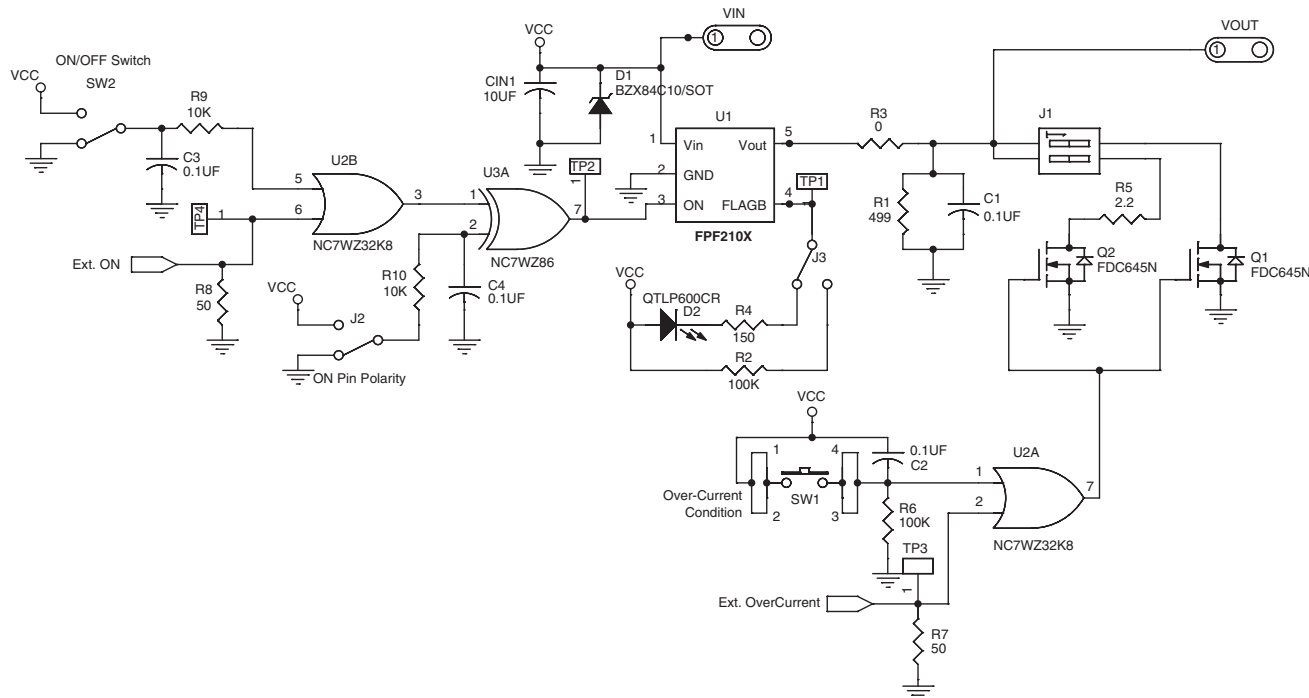 VIN
1
VOUT
1
VCC
ON/OFF Switch
SW2
VCC
R9
10K
C3
0.1UF
CIN1
10UF
D1
BZX84C10/SOT
U1
1
Vin
Vout
5
2
GND
3
ON
FLAGB
4
FPF210X
R3
0
J1
R1
499
C1
0.1UF
R5
2.2
Q2
FDC645N
Q1
FDC645N
U2B
5
6
3
NC7WZ32K8
TP4
1
Ext. ON
R8
50
U3A
1
2
7
NC7WZ86
TP2
1
TP1
1
J3
R10
10K
C4
0.1UF
VCC
J2
ON Pin Polarity
VCC
QTLP600CR
D2
R4
150
R2
100K
VCC
1
4
0.1UF
C2
SW1
2
3
Over-Current
Condition
R6
100K
U2A
1
2
7
NC7WZ32K8
TP3
1
Ext. OverCurrent
R7
50